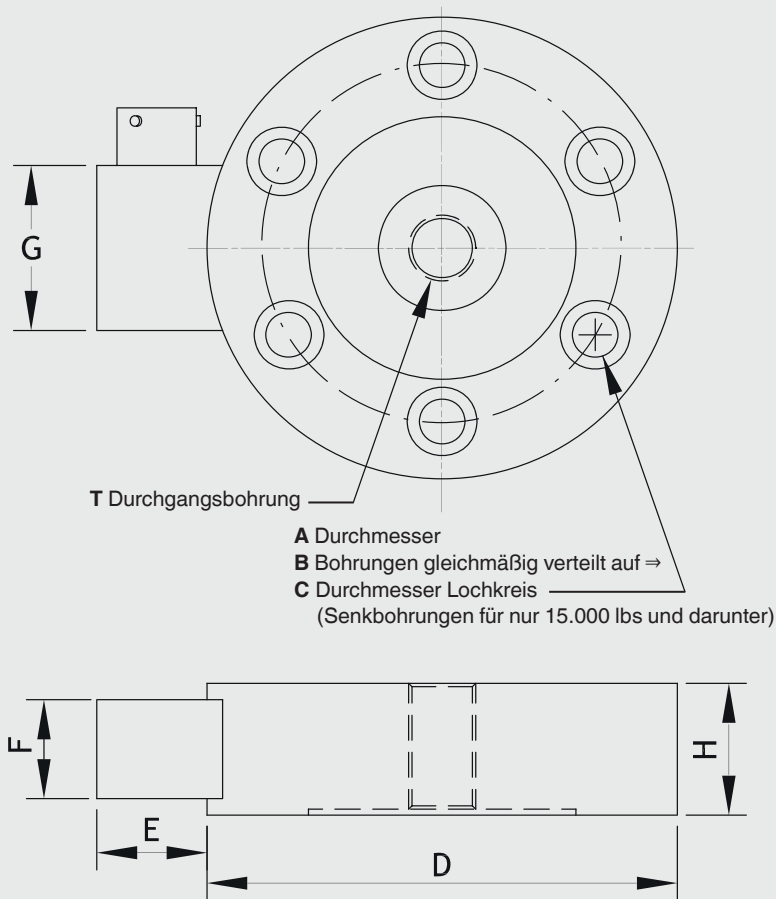 G
T Durchgangsbohrung
A Durchmesser
B Bohrungen gleichmäßig verteilt auf ⇒
C Durchmesser Lochkreis
(Senkbohrungen für nur 15.000 lbs und darunter)
F
H
E
D